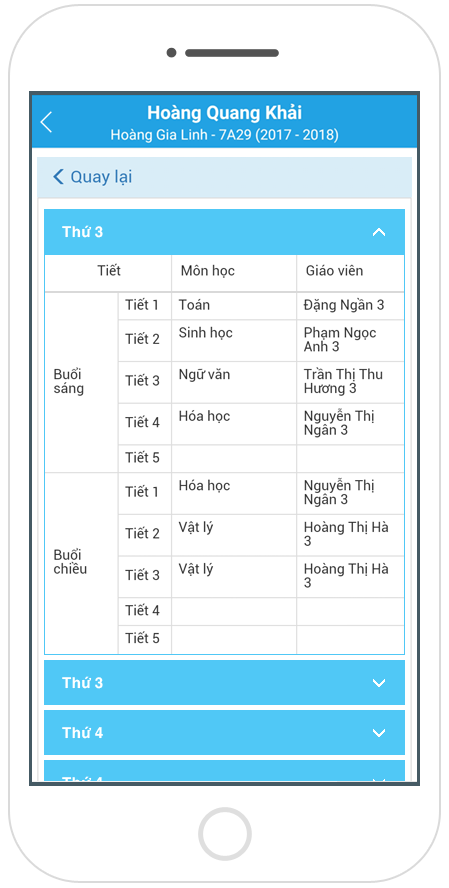 Hoàng Quang Khải
Hoàng Gia Linh - 7A29 (2017 - 2018)
Quay lại
Thứ 3
Tiết Môn học Giáo viên
Buổi sáng
Tiết 1 Toán Đặng Ngần 3
Tiết 2 Sinh học Phạm Ngọc Anh 3
Tiết 3 Ngữ văn Trần Thị Thu Hương 3
Tiết 4 Hóa học Nguyễn Thị Ngân 3
Tiết 5
Buổi chiều
Tiết 1 Hóa học Nguyễn Thị Ngân 3
Tiết 2 Vật lý Hoàng Thị Hà 3
Tiết 3 Vật lý Hoàng Thị Hà 3
Tiết 4
Tiết 5
Thứ 3
Thứ 4
Thứ 4